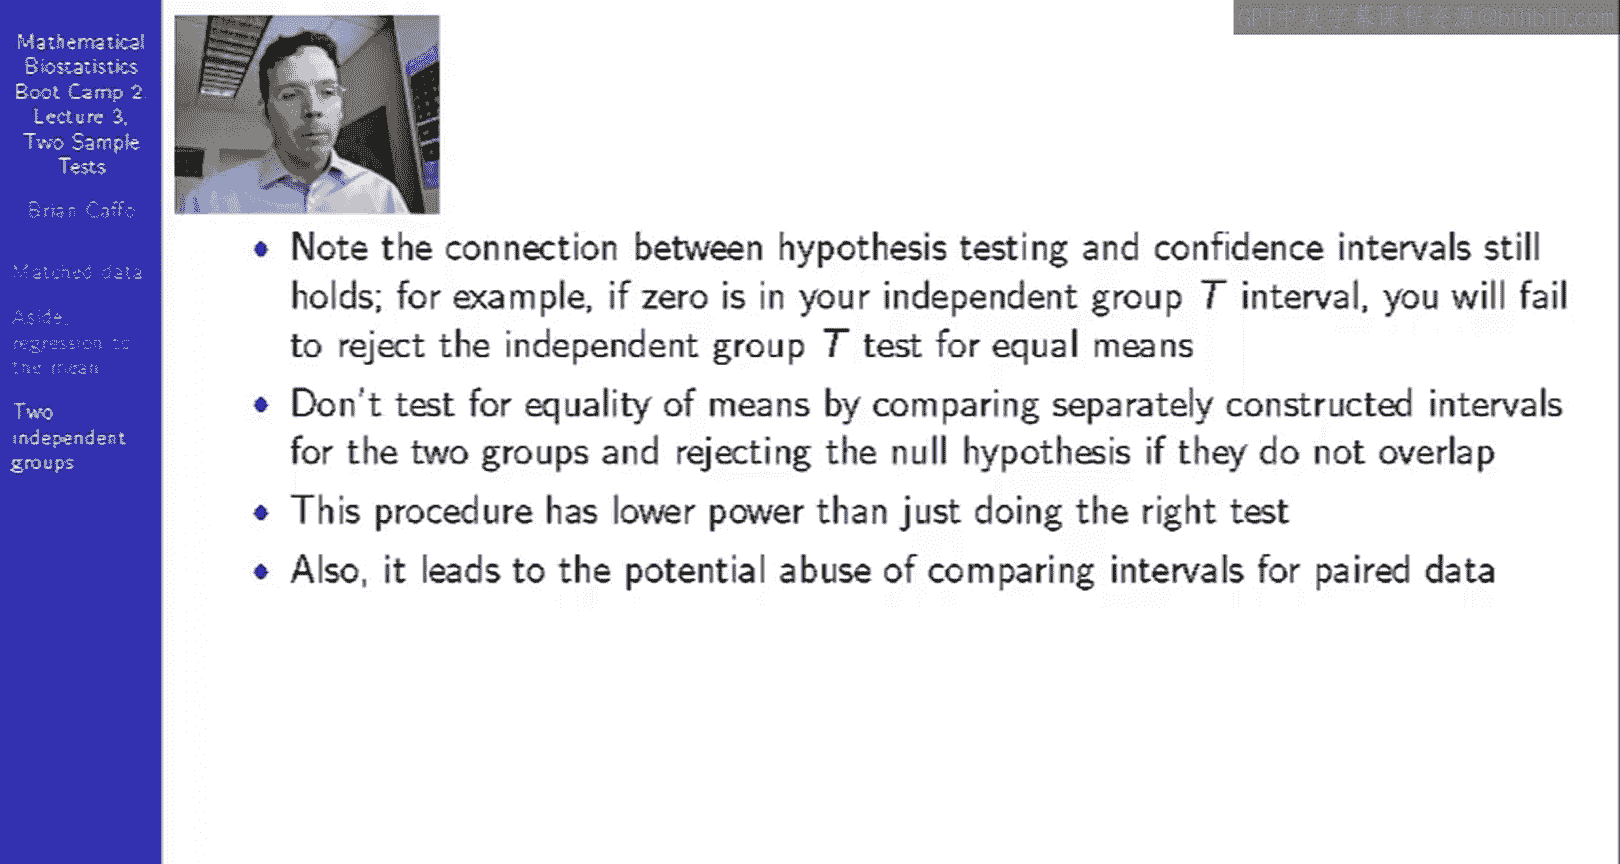 Mathematical
Biostatistics
Boot Camp 2
Lecture 3,
Two Sample
Tests
Brian Caffo
Matched data
Aside,
regression to
the mean
Two
independent
groups
Note the connection between hypothesis testing and confidence intervals still
holds; for example, if zero is in your independent group T interval, you will fail
to reject the independent group T test for equal means
Don't test for equality of means by comparing separately constructed intervals
for the two groups and rejecting the null hypothesis if they do not overlap
This procedure has lower power than just doing the right test
Also, it leads to the potential abuse of comparing intervals for paired data